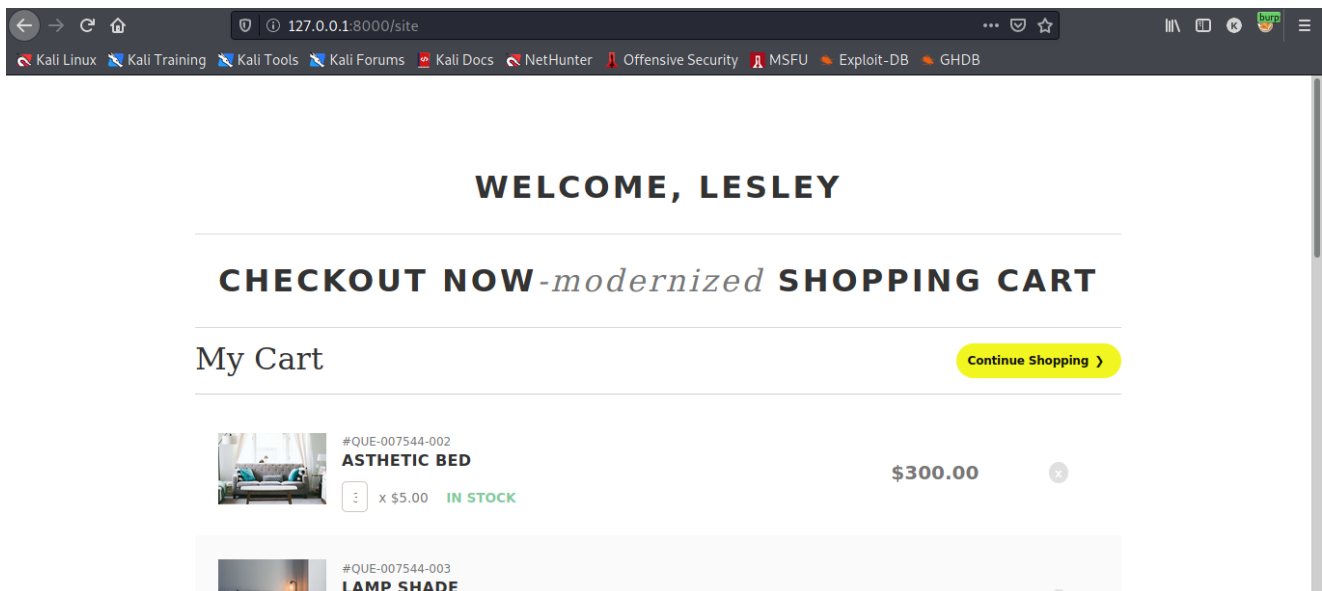 127.0.0.1:8000/site
burp
Kali Linux Kali Training Kali Tools Kali Forums Kali Docs NetHunter Offensive Security MSFU Exploit-DB GHDB
WELCOME, LESLEY
CHECKOUT NOW-modernized SHOPPING CART
My Cart
Continue Shopping ❯
#QUE-007544-002
ASTHETIC BED
$300.00
x
x $5.00 IN STOCK
#QUE-007544-003
LAMP SHADE